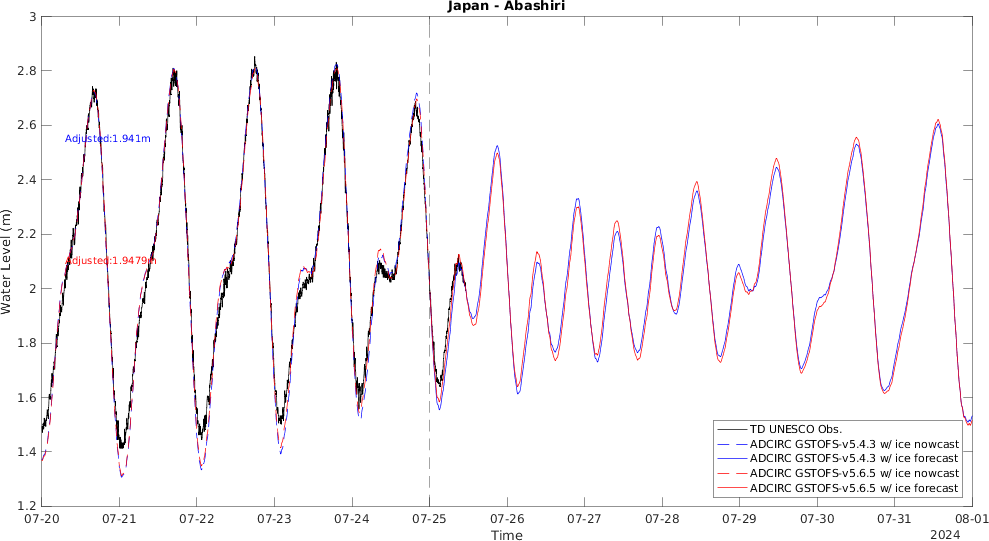 Japan - Abashiri
3
2.8
2.6
2.4
2.2
2
1.8
1.6
1.4
1.2
Water Level (m)
Adjusted:1.941m
Adjusted:1.9479m
TD UNESCO Obs.
ADCIRC GSTOFS-v5.4.3 w/ ice nowcast
ADCIRC GSTOFS-v5.4.3 w/ ice forecast
ADCIRC GSTOFS-v5.6.5 w/ ice nowcast
ADCIRC GSTOFS-v5.6.5 w/ ice forecast
07-20 07-21 07-22 07-23 07-24 07-25 07-26 07-27 07-28 07-29 07-30 07-31 08-01
Time
2024